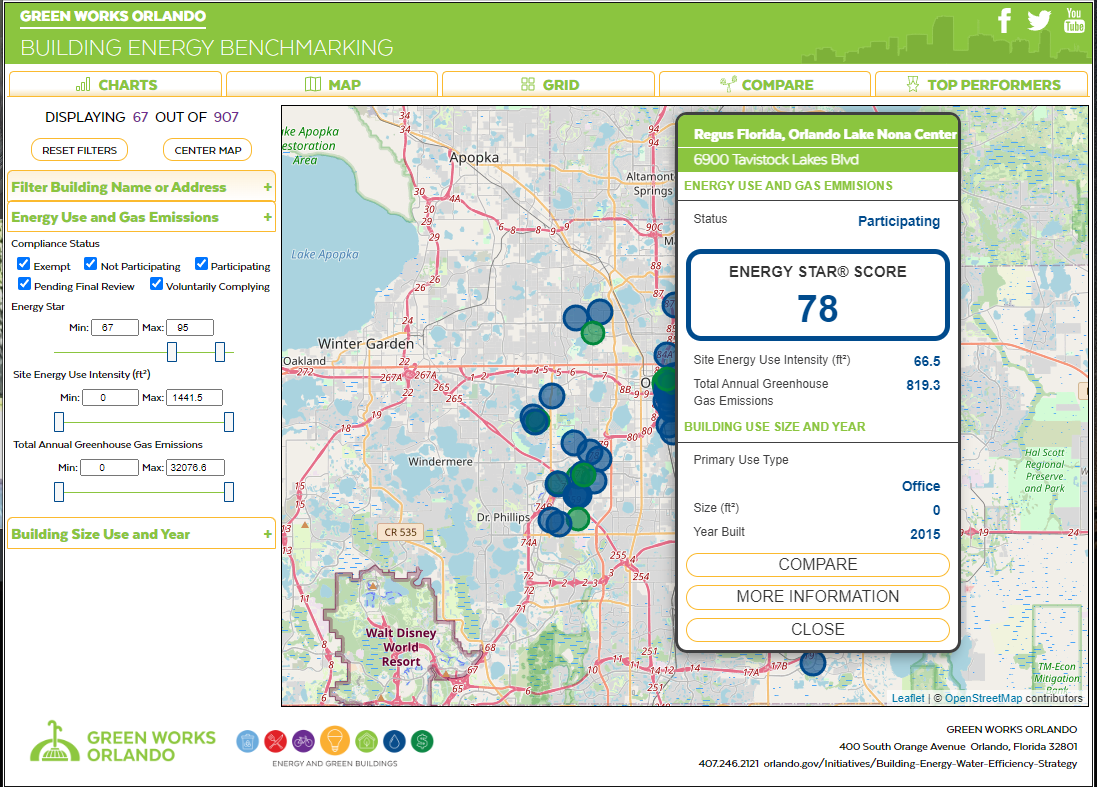 GREEN WORKS ORLANDO
BUILDING ENERGY BENCHMARKING
You
Tube
CHARTS
MAP
GRID
COMPARE
TOP PERFORMERS
DISPLAYING 67 OUT OF 907
RESET FILTERS
CENTER MAP
Filter Building Name or Address +
Energy Use and Gas Emissions +
Compliance Status
Exempt Not Participating Participating
Pending Final Review Voluntarily Complying
Energy Star
Min: 67 Max: 95
Site Energy Use Intensity (ft²)
Min: 0 Max: 1441.5
Total Annual Greenhouse Gas Emissions
Min: 0 Max: 32076.6
Building Size Use and Year +
ke Apopka
estoration
Area
Apopka
Altamont
Springs
Lake Apopka
Winter Garden
Oakland
Windermere
Dr. Phillips
CR 535
Walt Disney
World
Resort
Hal Scott
Regional
Preserve
and Park
TM-Econ
Mitigation
Regus Florida, Orlando Lake Nona Center
6900 Tavistock Lakes Blvd
ENERGY USE AND GAS EMMISIONS
Status
Participating
ENERGY STAR® SCORE
78
Site Energy Use Intensity (ft²) 66.5
Total Annual Greenhouse 819.3
Gas Emissions
BUILDING USE SIZE AND YEAR
Primary Use Type
Office
Size (ft²) 0
Year Built 2015
COMPARE
MORE INFORMATION
CLOSE
Leaflet | © OpenStreetMap contributors
GREEN WORKS
ORLANDO
ENERGY AND GREEN BUILDINGS
GREEN WORKS ORLANDO
400 South Orange Avenue Orlando, Florida 32801
407.246.2121 orlando.gov/Initiatives/Building-Energy-Water-Efficiency-Strategy